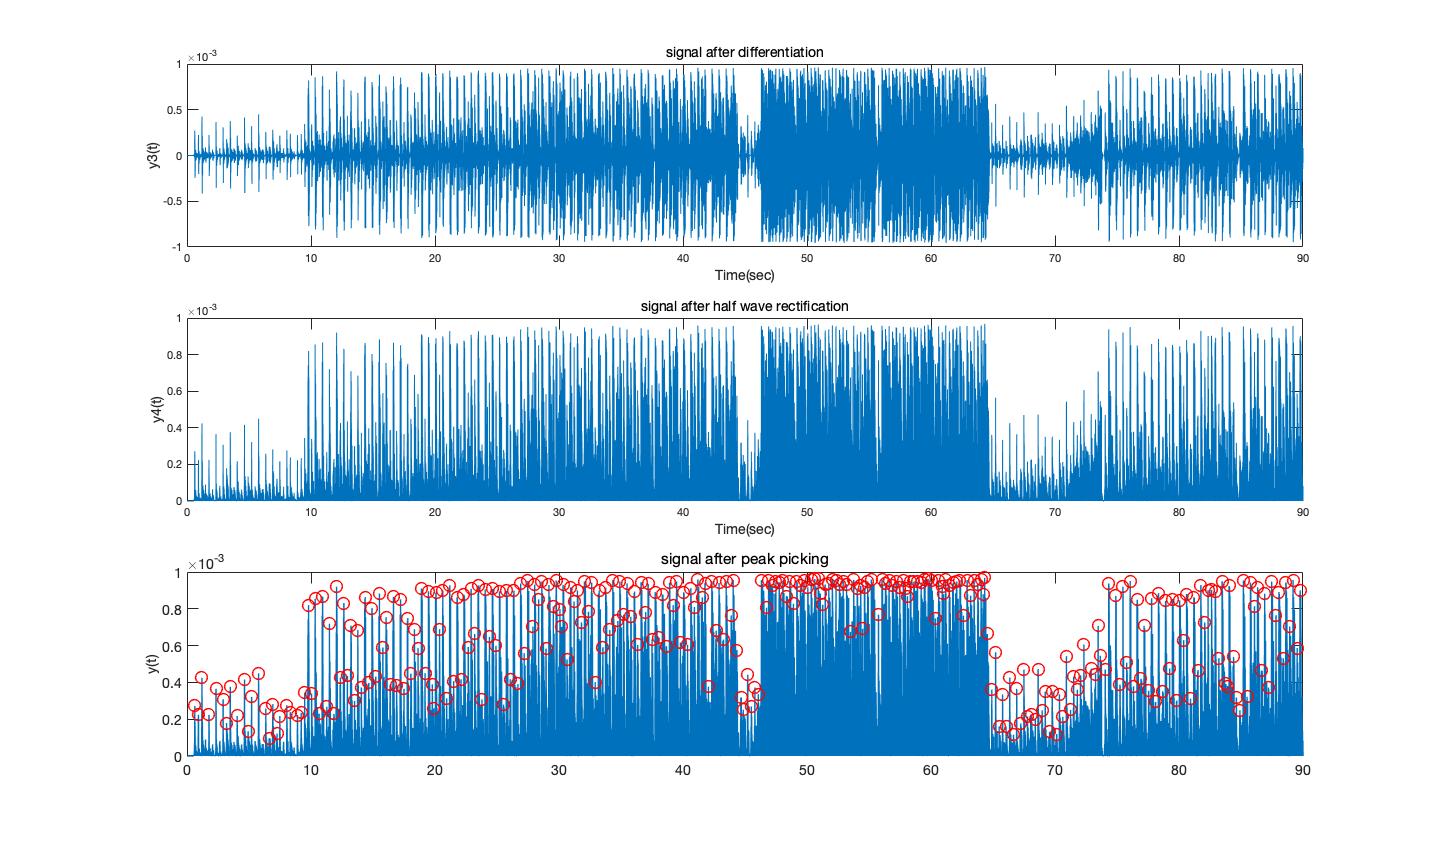 signal after differentiation
×10-3
1
0.5
0
-0.5
-1
y3(t)
0 10 20 30 40 50 60 70 80 90
Time(sec)
signal after half wave rectification
×10-3
1
0.8
0.6
0.4
0.2
0
y4(t)
0 10 20 30 40 50 60 70 80 90
Time(sec)
signal after peak picking
×10-3
1
0.8
0.6
0.4
0.2
0
y(t)
0 10 20 30 40 50 60 70 80 90